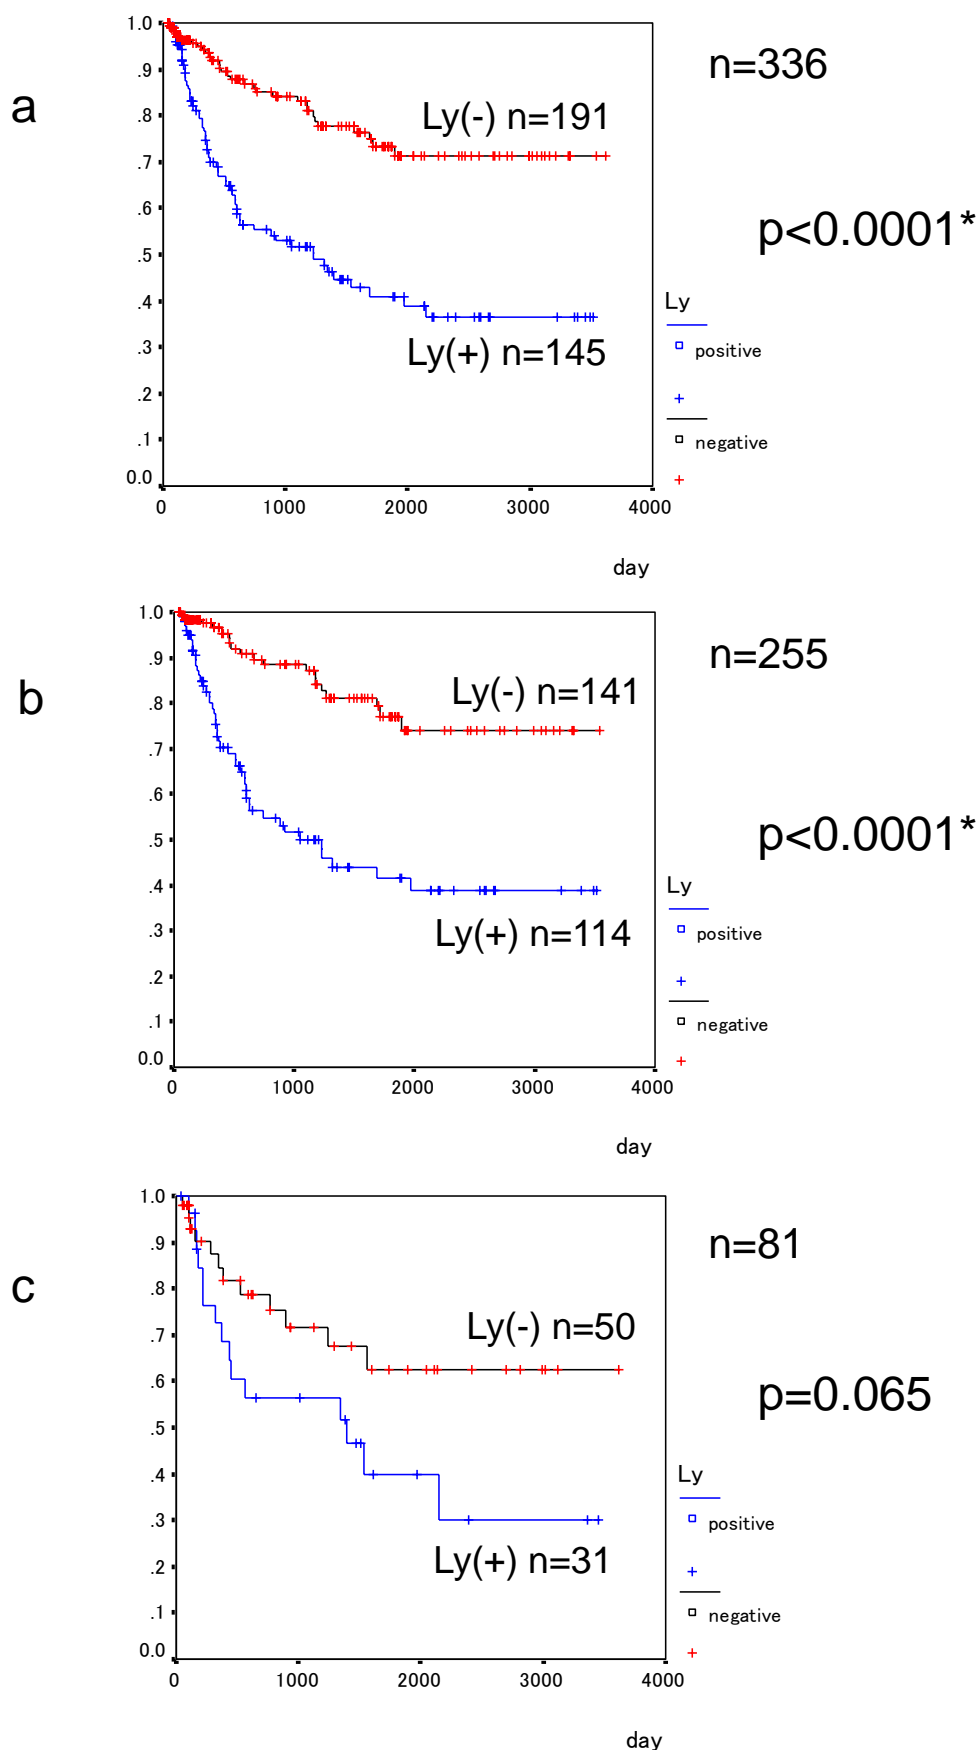 a
1.0
.9
.8
.7
.6
.5
.4
.3
.2
.1
0.0
0 1000 2000 3000 4000
day
Ly(-) n=191
Ly(+) n=145
n=336
p<0.0001*
Ly
positive
negative
b
1.0
.9
.8
.7
.6
.5
.4
.3
.2
.1
0.0
0 1000 2000 3000 4000
day
Ly(-) n=141
Ly(+) n=114
n=255
p<0.0001*
Ly
positive
negative
c
1.0
.9
.8
.7
.6
.5
.4
.3
.2
.1
0.0
0 1000 2000 3000 4000
day
Ly(-) n=50
Ly(+) n=31
n=81
p=0.065
Ly
positive
negative